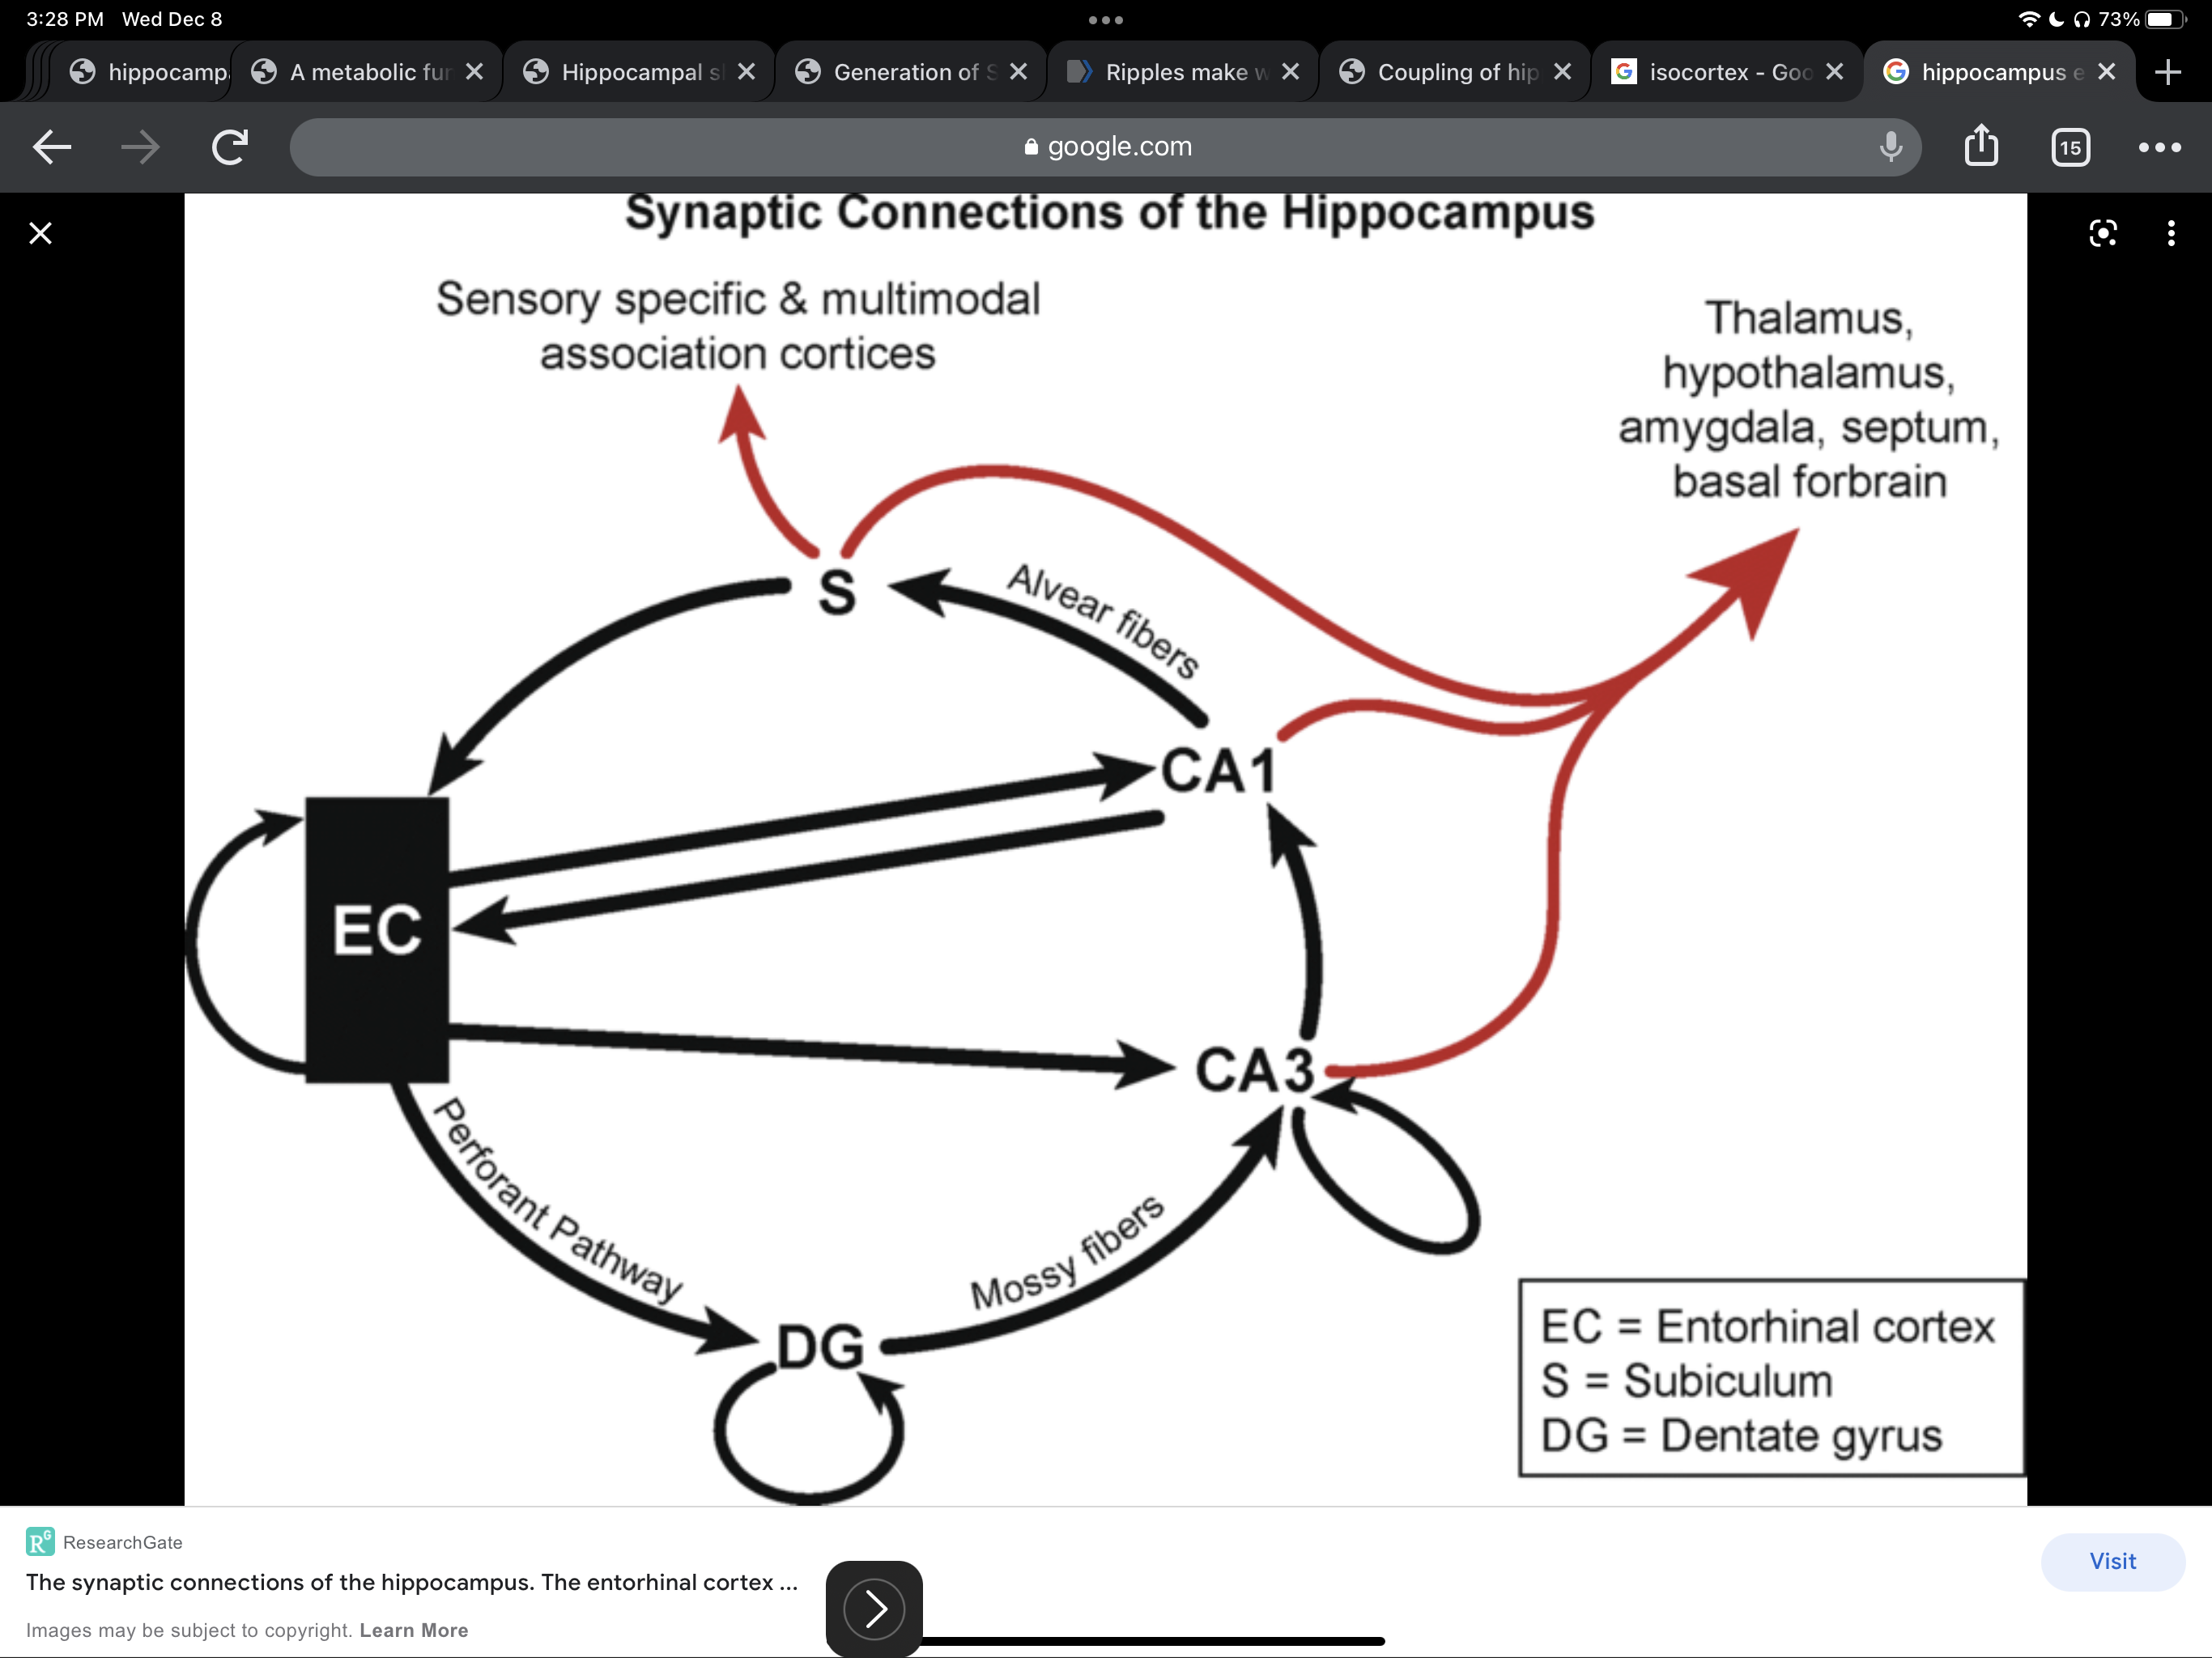 3:28 PM Wed Dec 8
73%
hippocamp
A metabolic fur
Hippocampal s
Generation of S
Ripples make w
Coupling of hip
isocortex - Goo
hippocampus e
google.com
15
Synaptic Connections of the Hippocampus
Sensory specific & multimodal
association cortices
Thalamus,
hypothalamus,
amygdala, septum,
basal forbrain
S
Alvear fibers
CA1
EC
CA3
Perforant Pathway
Mossy fibers
DG
EC = Entorhinal cortex
S = Subiculum
DG = Dentate gyrus
RG ResearchGate
The synaptic connections of the hippocampus. The entorhinal cortex ...
Visit
Images may be subject to copyright. Learn More